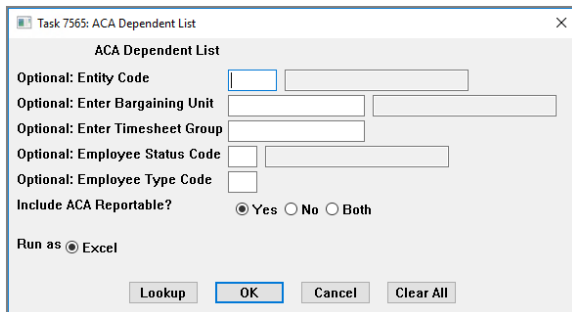 Task 7565: ACA Dependent List
ACA Dependent List
Optional: Entity Code
Optional: Enter Bargaining Unit
Optional: Enter Timesheet Group
Optional: Employee Status Code
Optional: Employee Type Code
Include ACA Reportable? Yes No Both
Run as Excel
Lookup OK Cancel Clear All